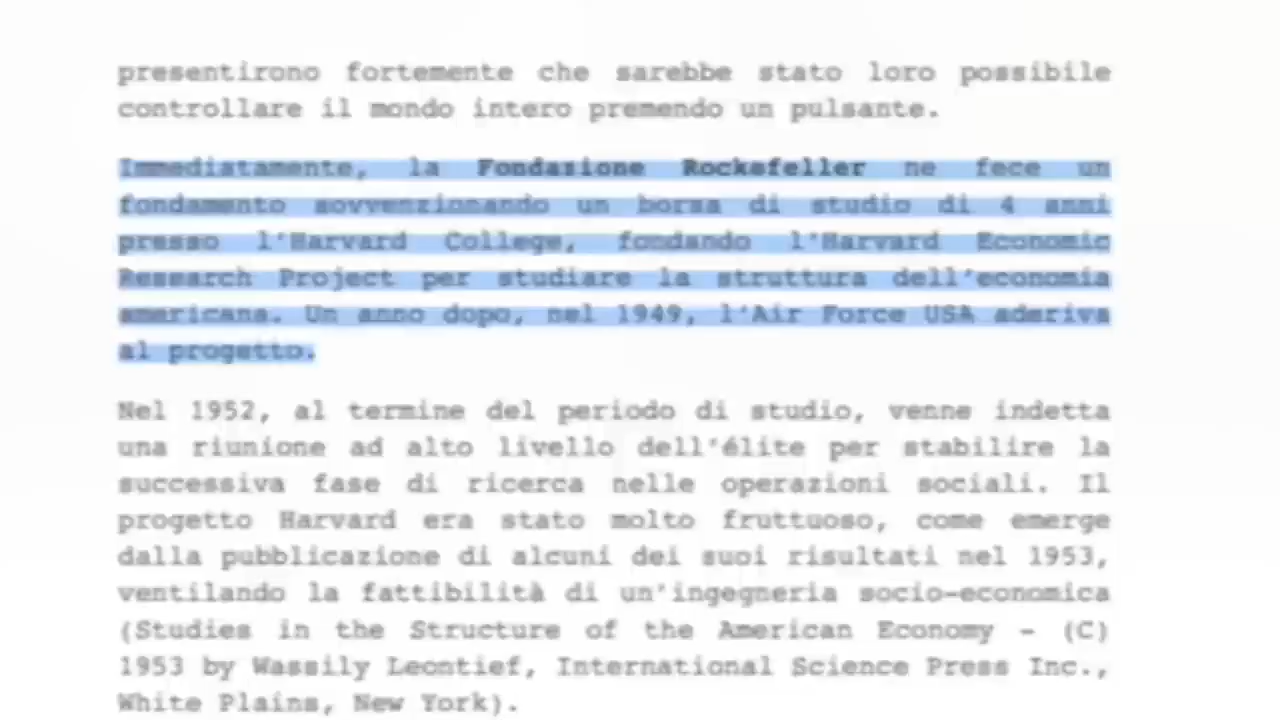 presentirono fortemente che sarebbe stato loro possibile
controllare il mondo intero premendo un pulsante.
Immediatamente, la Fondazione Rockefeller ne fece un
fondamento sovvenzionando un borsa di studio di 4 anni
presso l'Harvard College, fondando l'Harvard Economic
Research Project per studiare la struttura dell'economia
americana. Un anno dopo, nel 1949, l'Air Force USA aderiva
al progetto.
Nel 1952, al termine del periodo di studio, venne indetta
una riunione ad alto livello dell'élite per stabilire la
successiva fase di ricerca nelle operazioni sociali. Il
progetto Harvard era stato molto fruttuoso, come emerge
dalla pubblicazione di alcuni dei suoi risultati nel 1953,
ventilando la fattibilità di un'ingegneria socio-economica
(Studies in the Structure of the American Economy - (C)
1953 by Wassily Leontief, International Science Press Inc.,
White Plains, New York).